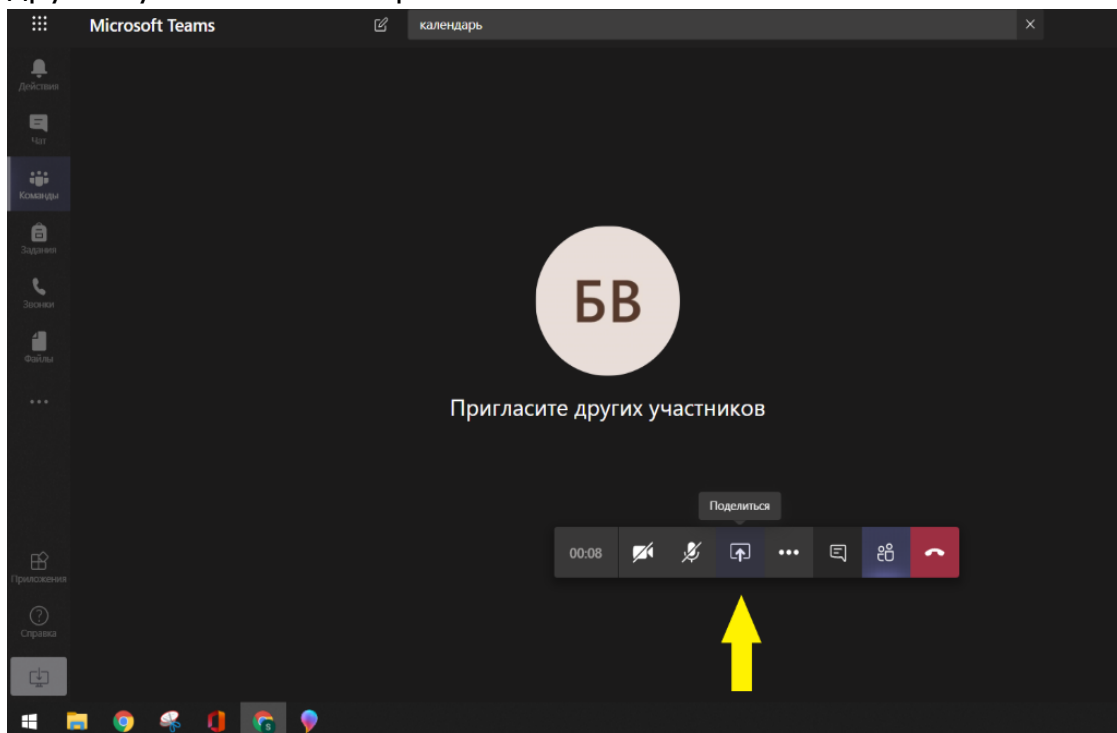 Microsoft Teams
календарь
Действия
Чат
Команды
Задания
Звонки
Файлы
БВ
Пригласите других участников
Поделиться
00:08
Приложения
Справка